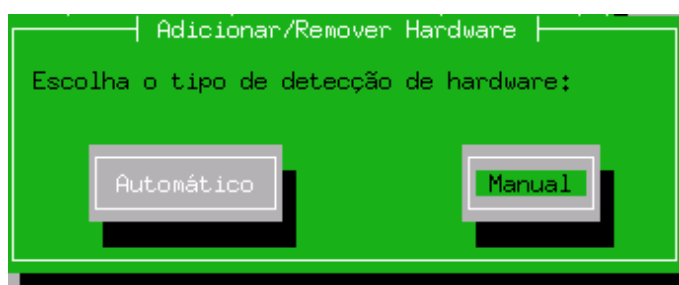 Adicionar/Remover Hardware
Escolha o tipo de detecção de hardware:
Automático Manual